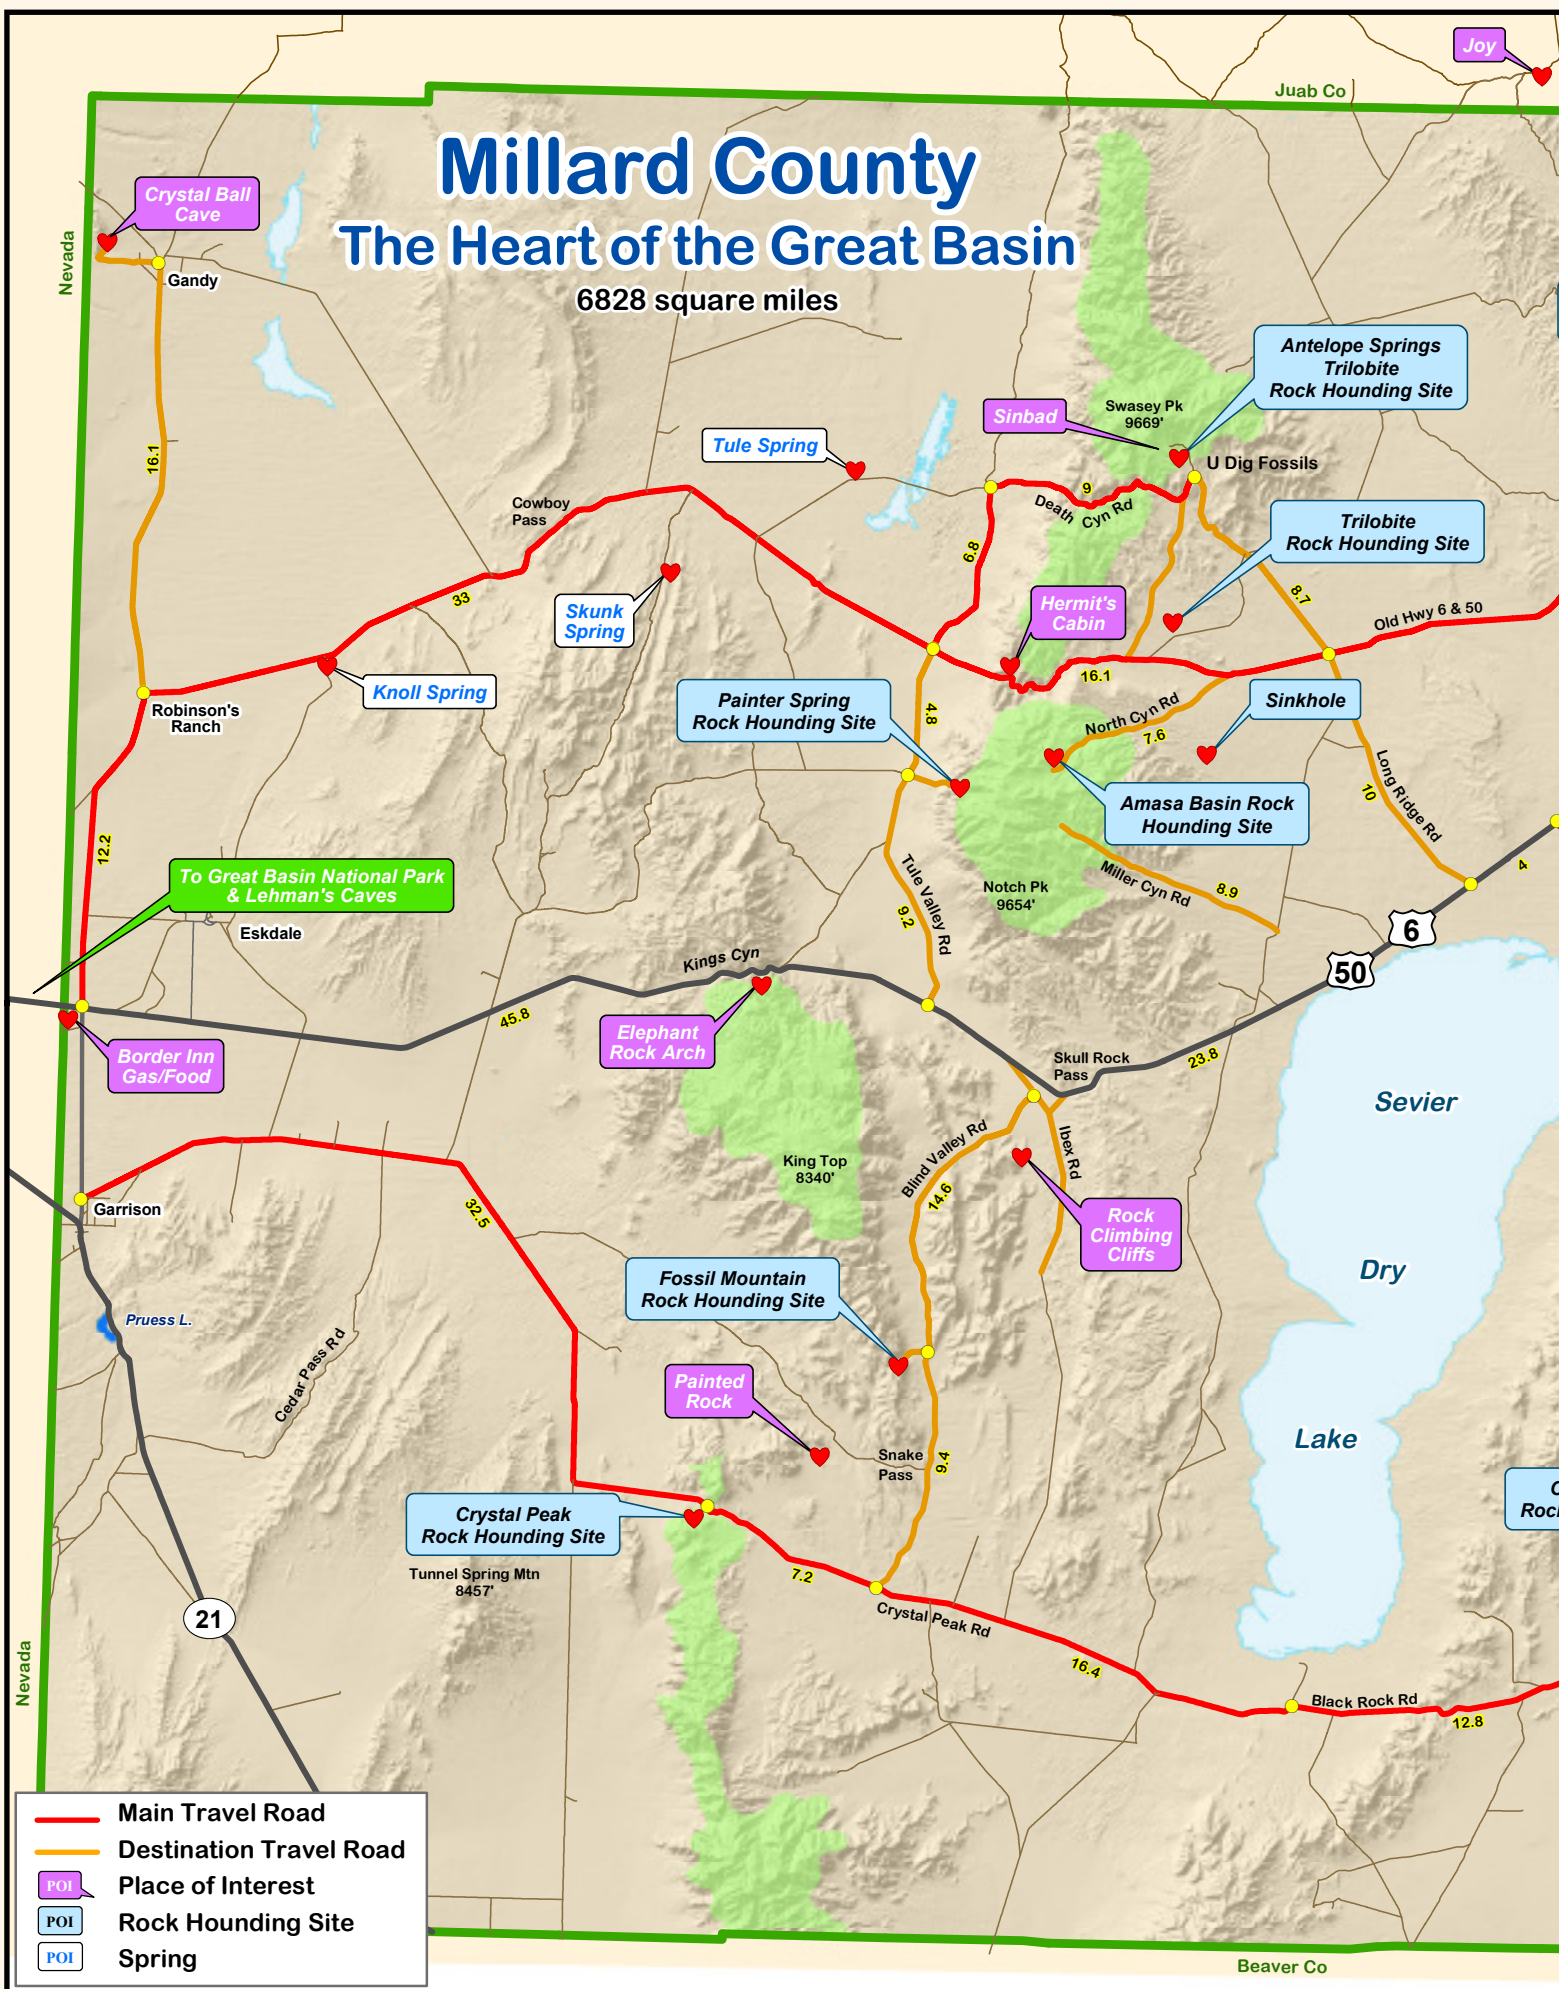 Joy
Juab Co
Millard County
The Heart of the Great Basin
6828 square miles
Crystal Ball
Cave
Nevada
Gandy
Antelope Springs
Trilobite
Rock Hounding Site
Swasey Pk
9669'
Sinbad
Tule Spring
U Dig Fossils
16.1
Cowboy
Pass
9
Death Cyn Rd
Trilobite
Rock Hounding Site
6.8
33
Skunk
Spring
Hermit's
Cabin
8.7
Old Hwy 6 & 50
Knoll Spring
Robinson's
Ranch
16.1
Painter Spring
Rock Hounding Site
4.8
North Cyn Rd
7.6
Sinkhole
Long Ridge Rd
10
Amasa Basin Rock
Hounding Site
12.2
To Great Basin National Park
& Lehman's Caves
Eskdale
Tule Valley Rd
9.2
Notch Pk
9654'
Miller Cyn Rd
8.9
4
6
50
Kings Cyn
45.8
Elephant
Rock Arch
Border Inn
Gas/Food
Skull Rock
Pass
23.8
Sevier
Dry
Lake
King Top
8340'
Blind Valley Rd
14.6
Ibex Rd
Garrison
32.5
Rock
Climbing
Cliffs
Fossil Mountain
Rock Hounding Site
Pruess L.
Cedar Pass Rd
Painted
Rock
Snake
Pass
9.4
Crystal Peak
Rock Hounding Site
C
Roc
Tunnel Spring Mtn
8457'
7.2
Crystal Peak Rd
21
16.4
Nevada
Black Rock Rd
12.8
Main Travel Road
Destination Travel Road
POI Place of Interest
POI Rock Hounding Site
POI Spring
Beaver Co